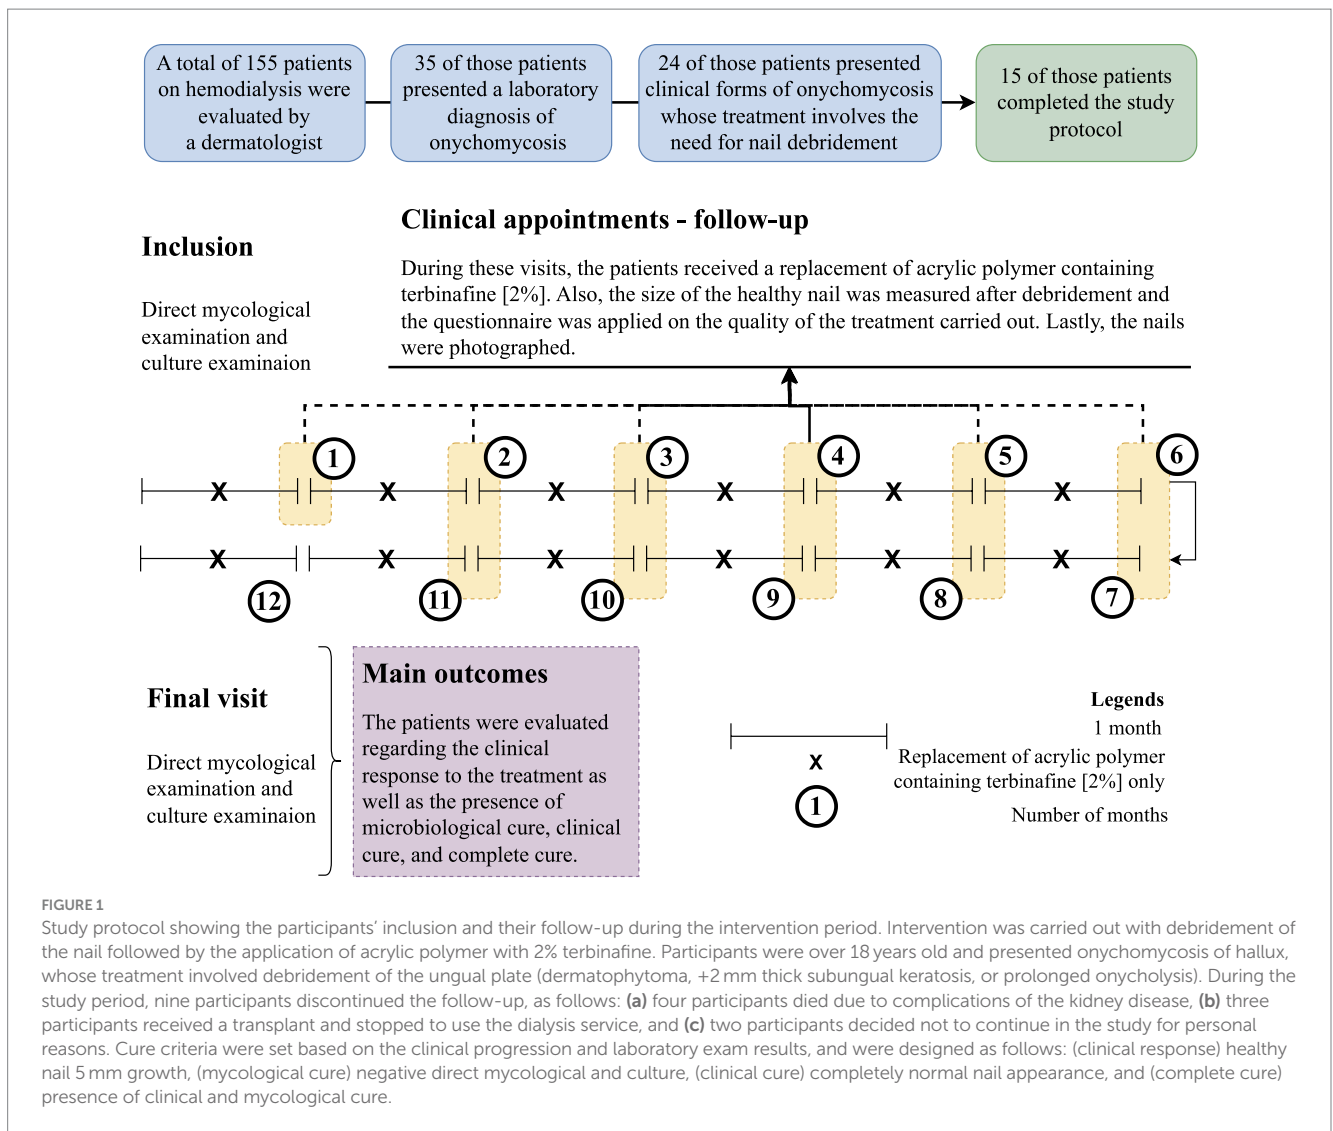 A total of 155 patients
on hemodialysis were
evaluated by
a dermatologist
35 of those patients
presented a laboratory
diagnosis of
onychomycosis
24 of those patients presented
clinical forms of onychomycosis
whose treatment involves the
need for nail debridement
15 of those patients
completed the study
protocol
Inclusion
Direct mycological
examination and
culture examinaion
Clinical appointments - follow-up
During these visits, the patients received a replacement of acrylic polymer containing
terbinafine [2%]. Also, the size of the healthy nail was measured after debridement and
the questionnaire was applied on the quality of the treatment carried out. Lastly, the nails
were photographed.
1 2 3 4 5 6
X X X X X X
X X X X X X
12 11 10 9 8 7
Final visit
Direct mycological
examination and
culture examinaion
Main outcomes
The patients were evaluated
regarding the clinical
response to the treatment as
well as the presence of
microbiological cure, clinical
cure, and complete cure.
Legends
1 month
X Replacement of acrylic polymer
containing terbinafine [2%] only
1 Number of months
FIGURE 1
Study protocol showing the participants' inclusion and their follow-up during the intervention period. Intervention was carried out with debridement of
the nail followed by the application of acrylic polymer with 2% terbinafine. Participants were over 18 years old and presented onychomycosis of hallux,
whose treatment involved debridement of the ungual plate (dermatophytoma, +2 mm thick subungual keratosis, or prolonged onycholysis). During the
study period, nine participants discontinued the follow-up, as follows: (a) four participants died due to complications of the kidney disease, (b) three
participants received a transplant and stopped to use the dialysis service, and (c) two participants decided not to continue in the study for personal
reasons. Cure criteria were set based on the clinical progression and laboratory exam results, and were designed as follows: (clinical response) healthy
nail 5 mm growth, (mycological cure) negative direct mycological and culture, (clinical cure) completely normal nail appearance, and (complete cure)
presence of clinical and mycological cure.